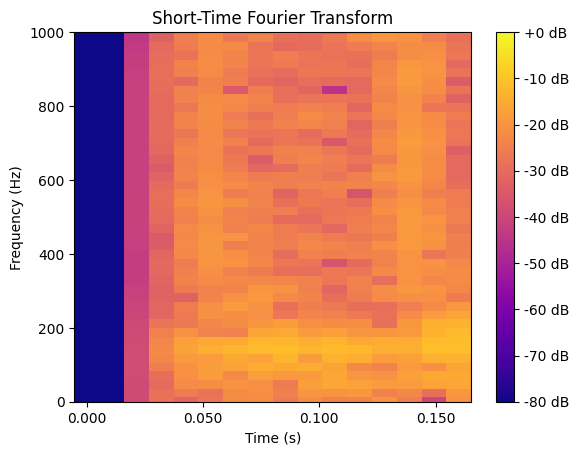 Short-Time Fourier Transform
1000
800
600
400
200
0
Frequency (Hz)
0.000
0.050
0.100
0.150
Time (s)
+0 dB
-10 dB
-20 dB
-30 dB
-40 dB
-50 dB
-60 dB
-70 dB
-80 dB